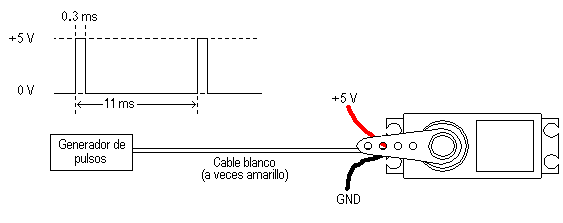 0.3 ms
+5 V
0 V
11 ms
+5 V
Generador de
pulsos
Cable blanco
(a veces amarillo)
GND